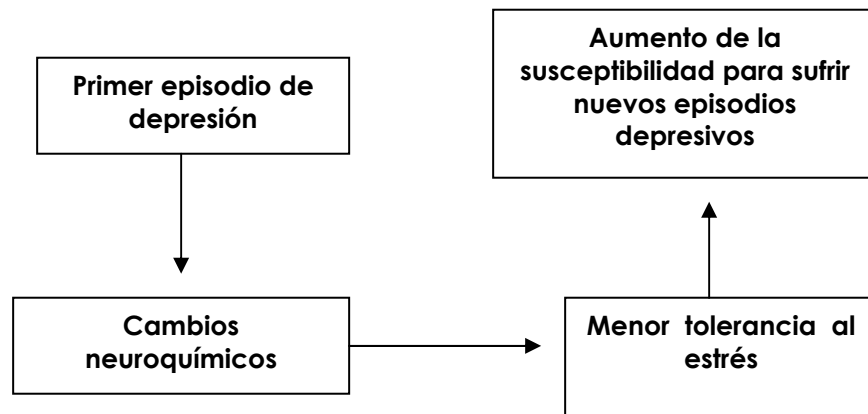 Primer episodio de
depresión
Aumento de la
susceptibilidad para sufrir
nuevos episodios
depresivos
Cambios
neuroquímicos
Menor tolerancia al
estrés